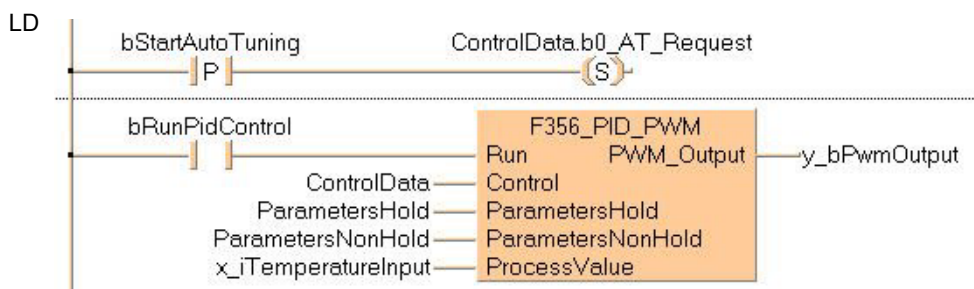 LD
bStartAutoTuning ControlData.b0_AT_Request
P S
bRunPidControl F356_PID_PWM
Run PWM_Output y_bPwmOutput
ControlData Control
ParametersHold ParametersHold
ParametersNonHold ParametersNonHold
x_iTemperatureInput ProcessValue